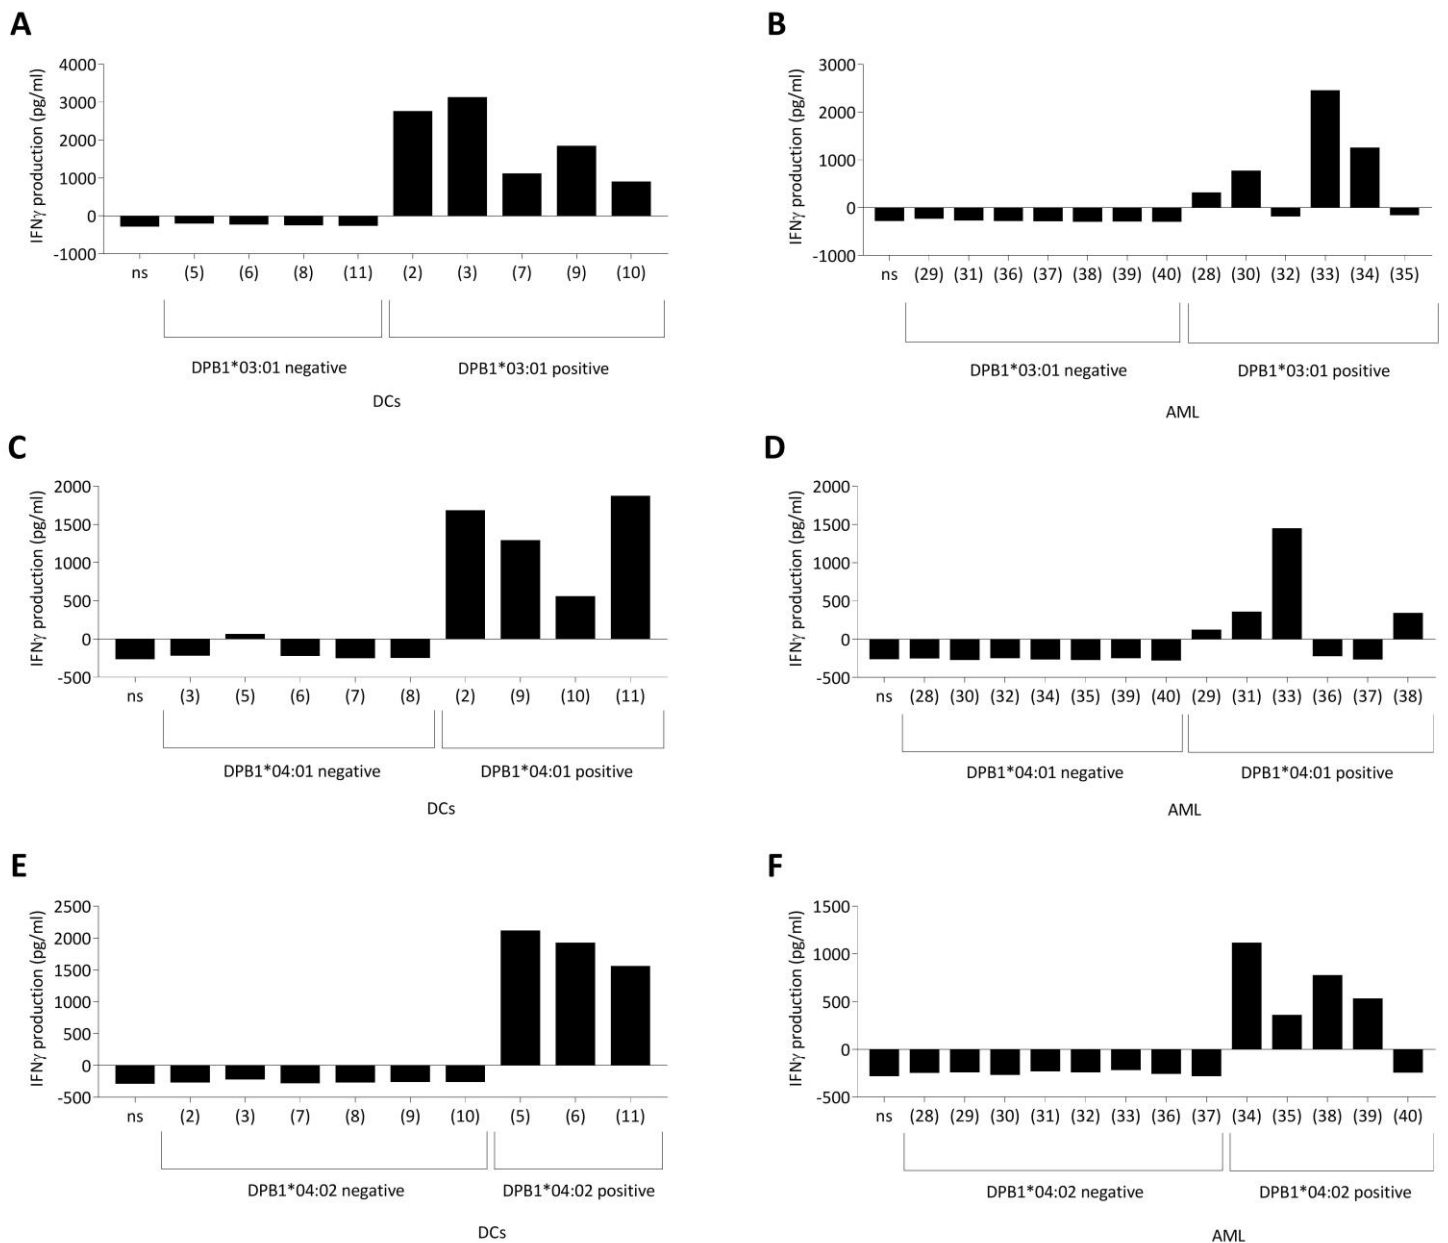 A
IFNγ production (pg/ml)
4000
3000
2000
1000
0
-1000
ns (5) (6) (8) (11) (2) (3) (7) (9) (10)
DPB1*03:01 negative DPB1*03:01 positive
DCs
B
IFNγ production (pg/ml)
3000
2000
1000
0
-1000
ns (29) (31) (36) (37) (38) (39) (40) (28) (30) (32) (33) (34) (35)
DPB1*03:01 negative DPB1*03:01 positive
AML
C
IFNγ production (pg/ml)
2000
1500
1000
500
0
-500
ns (3) (5) (6) (7) (8) (2) (9) (10) (11)
DPB1*04:01 negative DPB1*04:01 positive
DCs
D
IFNγ production (pg/ml)
2000
1500
1000
500
0
-500
ns (28) (30) (32) (34) (35) (39) (40) (29) (31) (33) (36) (37) (38)
DPB1*04:01 negative DPB1*04:01 positive
AML
E
IFNγ production (pg/ml)
2500
2000
1500
1000
500
0
-500
ns (2) (3) (7) (8) (9) (10) (5) (6) (11)
DPB1*04:02 negative DPB1*04:02 positive
DCs
F
IFNγ production (pg/ml)
1500
1000
500
0
-500
ns (28) (29) (30) (31) (32) (33) (36) (37) (34) (35) (38) (39) (40)
DPB1*04:02 negative DPB1*04:02 positive
AML